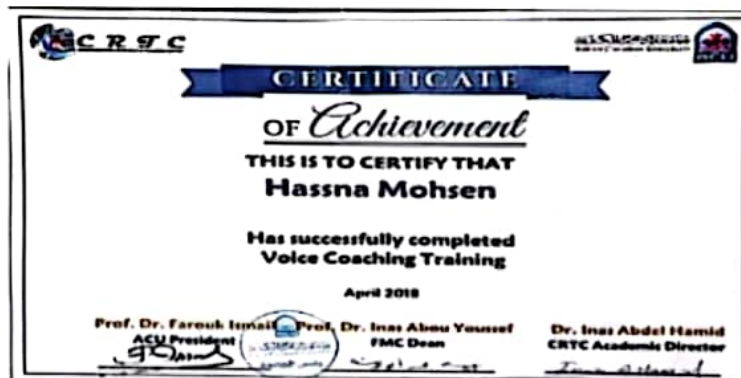 CRTC
CERTIFICATE
OF Achievement
THIS IS TO CERTIFY THAT
Hassna Mohsen
Has successfully completed
Voice Coaching Training
April 2018
Prof. Dr. Farouk Ismail Prof. Dr. Inas Abou Youssef Dr. Inas Abdel Hamid
ACU President FMC Dean CRTC Academic Director